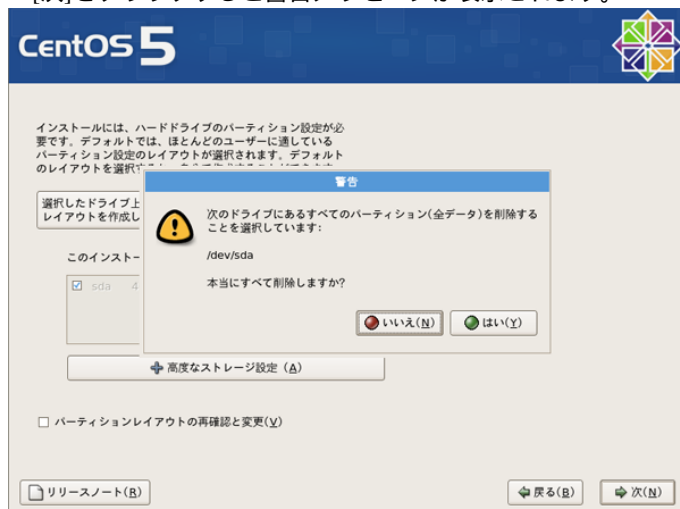 CentOS 5
インストールには、ハードドライブのパーティション設定が必
要です。デフォルトでは、ほとんどのユーザーに適している
パーティション設定のレイアウトが選択されます。デフォルト
のレイアウトを選択
選択したドライブ上
レイアウトを作成し
このインストー
sda 4
警告
次のドライブにあるすべてのパーティション(全データ)を削除する
ことを選択しています:
/dev/sda
本当にすべて削除しますか?
いいえ(N)
はい(Y)
高度なストレージ設定 (A)
パーティションレイアウトの再確認と変更(V)
リリースノート(R)
戻る(B)
次(N)